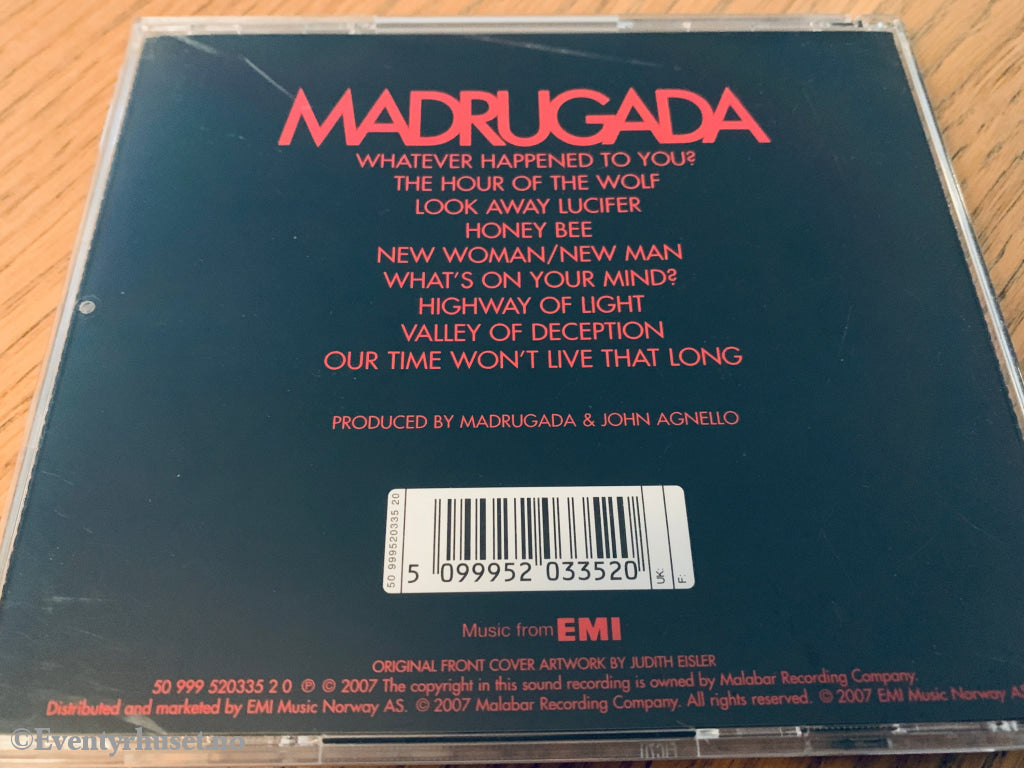 MADRUGADA
WHATEVER HAPPENED TO YOU?
THE HOUR OF THE WOLF
LOOK AWAY LUCIFER
HONEY BEE
NEW WOMAN/NEW MAN
WHAT'S ON YOUR MIND?
HIGHWAY OF LIGHT
VALLEY OF DECEPTION
OUR TIME WON'T LIVE THAT LONG
PRODUCED BY MADRUGADA & JOHN AGNELLO
50 999520335 20
5 099952 033520
UK:
F:
Music from EMI
ORIGINAL FRONT COVER ARTWORK BY JUDITH EISLER
50 999 520335 2 0 ℗ © 2007 The copyright in this sound recording is owned by Malabar Recording Company.
Distributed and marketed by EMI Music Norway AS. © 2007 Malabar Recording Company. All rights reserved. © 2007 EMI Music Norway AS
©Eventyrhuset.no